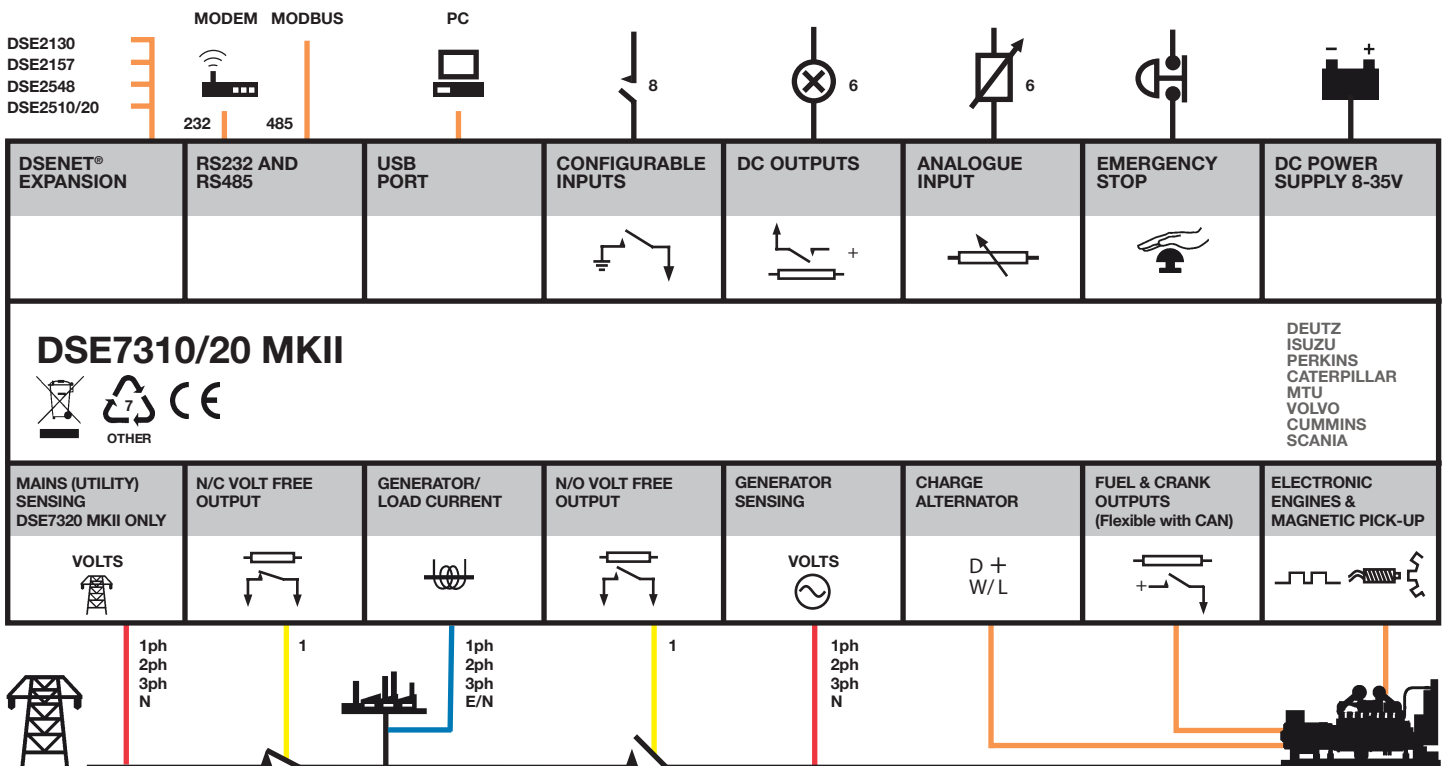 MODEM MODBUS PC
DSE2130
DSE2157
DSE2548
DSE2510/20
232 485
8
6
6
– +
DSENET®
EXPANSION
RS232 AND
RS485
USB
PORT
CONFIGURABLE
INPUTS
DC OUTPUTS
ANALOGUE
INPUT
EMERGENCY
STOP
DC POWER
SUPPLY 8-35V
+
DSE7310/20 MKII
7
CE
OTHER
DEUTZ
ISUZU
PERKINS
CATERPILLAR
MTU
VOLVO
CUMMINS
SCANIA
MAINS (UTILITY)
SENSING
DSE7320 MKII ONLY
VOLTS
N/C VOLT FREE
OUTPUT
GENERATOR/
LOAD CURRENT
N/O VOLT FREE
OUTPUT
GENERATOR
SENSING
VOLTS
CHARGE
ALTERNATOR
D +
W/L
FUEL & CRANK
OUTPUTS
(Flexible with CAN)
+
ELECTRONIC
ENGINES &
MAGNETIC PICK-UP
1ph
2ph
3ph
N
1
1ph
2ph
3ph
E/N
1
1ph
2ph
3ph
N